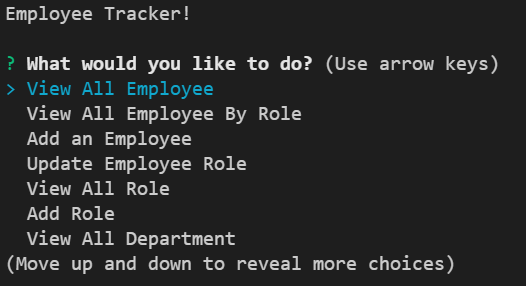 Employee Tracker!
? What would you like to do? (Use arrow keys)
> View All Employee
View All Employee By Role
Add an Employee
Update Employee Role
View All Role
Add Role
View All Department
(Move up and down to reveal more choices)